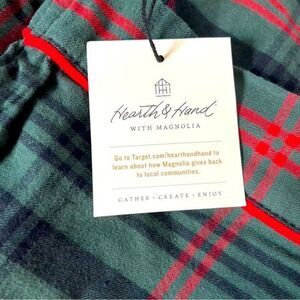 Hearth & Hand
WITH MAGNOLIA
Go to Target.com/hearthandhand to
learn about how Magnolia gives back
to local communities.
GATHER · CREATE · ENJOY